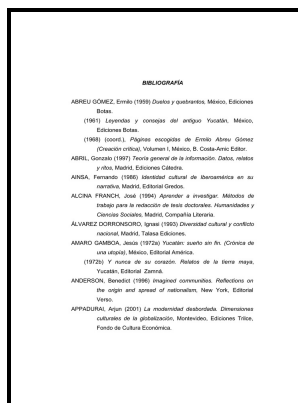 BIBLIOGRAFÍA
ABREU GÓMEZ, Ermilo (1959) Duelos y quebrantos, México, Ediciones
Botas.
(1961) Leyendas y consejas del antiguo Yucatán, México,
Ediciones Botas.
(1968) (coord.), Páginas escogidas de Ermilo Abreu Gómez
(Creación crítica), Volumen I, México, B. Costa-Amic Editor.
ABRIL, Gonzalo (1997) Teoría general de la información. Datos, relatos
y ritos, Madrid, Ediciones Cátedra.
AINSA, Fernando (1986) Identidad cultural de Iberoamérica en su
narrativa, Madrid, Editorial Gredos.
ALCINA FRANCH, José (1994) Aprender a investigar. Métodos de
trabajo para la redacción de tesis doctorales. Humanidades y
Ciencias Sociales, Madrid, Compañía Literaria.
ÁLVAREZ DORRONSORO, Ignasi (1993) Diversidad cultural y conflicto
nacional, Madrid, Talasa Ediciones.
AMARO GAMBOA, Jesús (1972a) Yucatán: sueño sin fin. (Crónica de
una utopía), México, Editorial América.
(1972b) Y nunca de su corazón. Relatos de la tierra maya,
Yucatán, Editorial Zamná.
ANDERSON, Benedict (1996) Imagined communities. Reflections on
the origin and spread of nationalism, New York, Editorial
Verso.
APPADURAI, Arjun (2001) La modernidad desbordada. Dimensiones
culturales de la globalización, Montevideo, Ediciones Trilce,
Fondo de Cultura Económica.